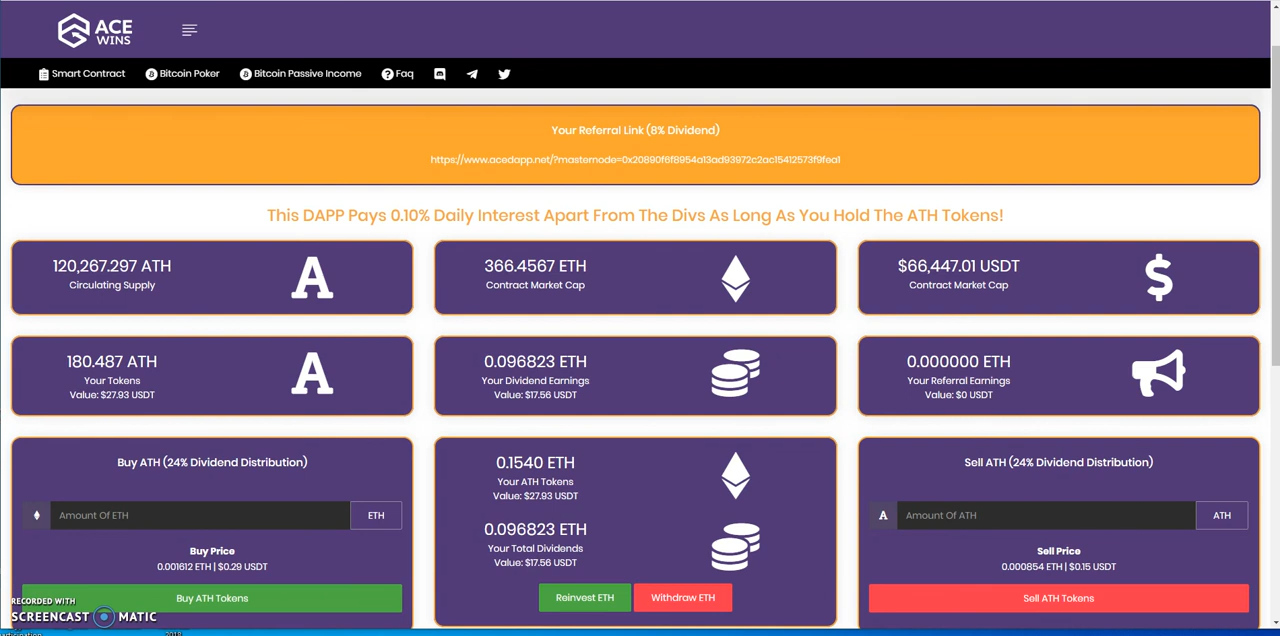 ACE
WINS
Smart Contract
Bitcoin Poker
Bitcoin Passive Income
Faq
Your Referral Link (8% Dividend)
https://www.acedapp.net/?masternode=0x20890f6f8954a13ad93972c2ac15412573f9fea1
This DAPP Pays 0.10% Daily Interest Apart From The Divs As Long As You Hold The ATH Tokens!
120,267.297 ATH
Circulating Supply
366.4567 ETH
Contract Market Cap
$66,447.01 USDT
Contract Market Cap
180.487 ATH
Your Tokens
Value: $27.93 USDT
0.096823 ETH
Your Dividend Earnings
Value: $17.56 USDT
0.000000 ETH
Your Referral Earnings
Value: $0 USDT
Buy ATH (24% Dividend Distribution)
Amount Of ETH
ETH
Buy Price
0.001612 ETH | $0.29 USDT
Buy ATH Tokens
0.1540 ETH
Your ATH Tokens
Value: $27.93 USDT
0.096823 ETH
Your Total Dividends
Value: $17.56 USDT
Reinvest ETH
Withdraw ETH
Sell ATH (24% Dividend Distribution)
Amount Of ATH
ATH
Sell Price
0.000854 ETH | $0.15 USDT
Sell ATH Tokens
RECORDED WITH
SCREENCAST MATIC
2018